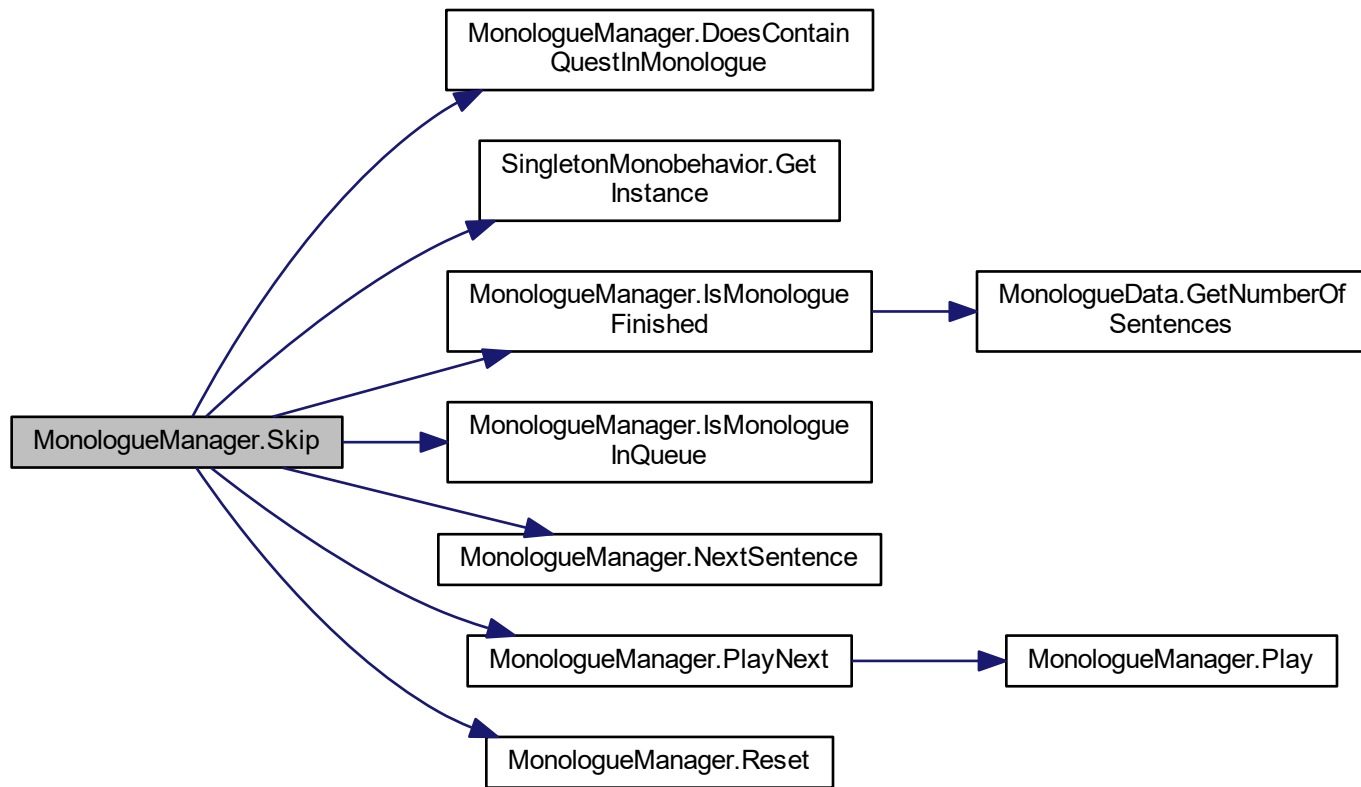 MonologueManager.DoesContain
QuestInMonologue
SingletonMonobehavior.Get
Instance
MonologueManager.IsMonologue
Finished
MonologueData.GetNumberOf
Sentences
MonologueManager.Skip
MonologueManager.IsMonologue
InQueue
MonologueManager.NextSentence
MonologueManager.PlayNext
MonologueManager.Play
MonologueManager.Reset